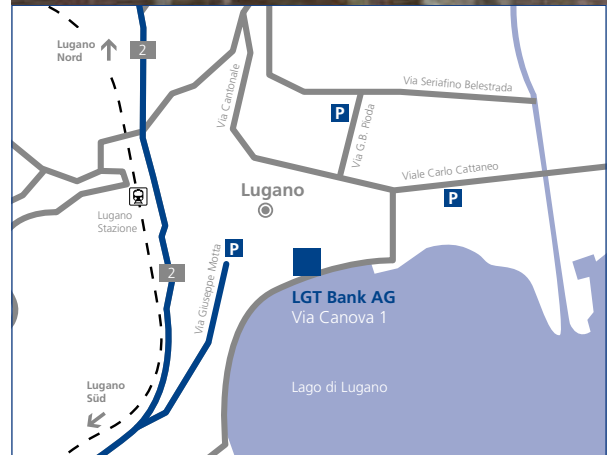 Lugano
Nord
2
Via Cantonale
Via Seriafino Belestrada
P
Via G.B. Pioda
Viale Carlo Cattaneo
P
Lugano
Lugano
Stazione
P
2
Via Giuseppe Motta
LGT Bank AG
Via Canova 1
Lugano
Süd
Lago di Lugano